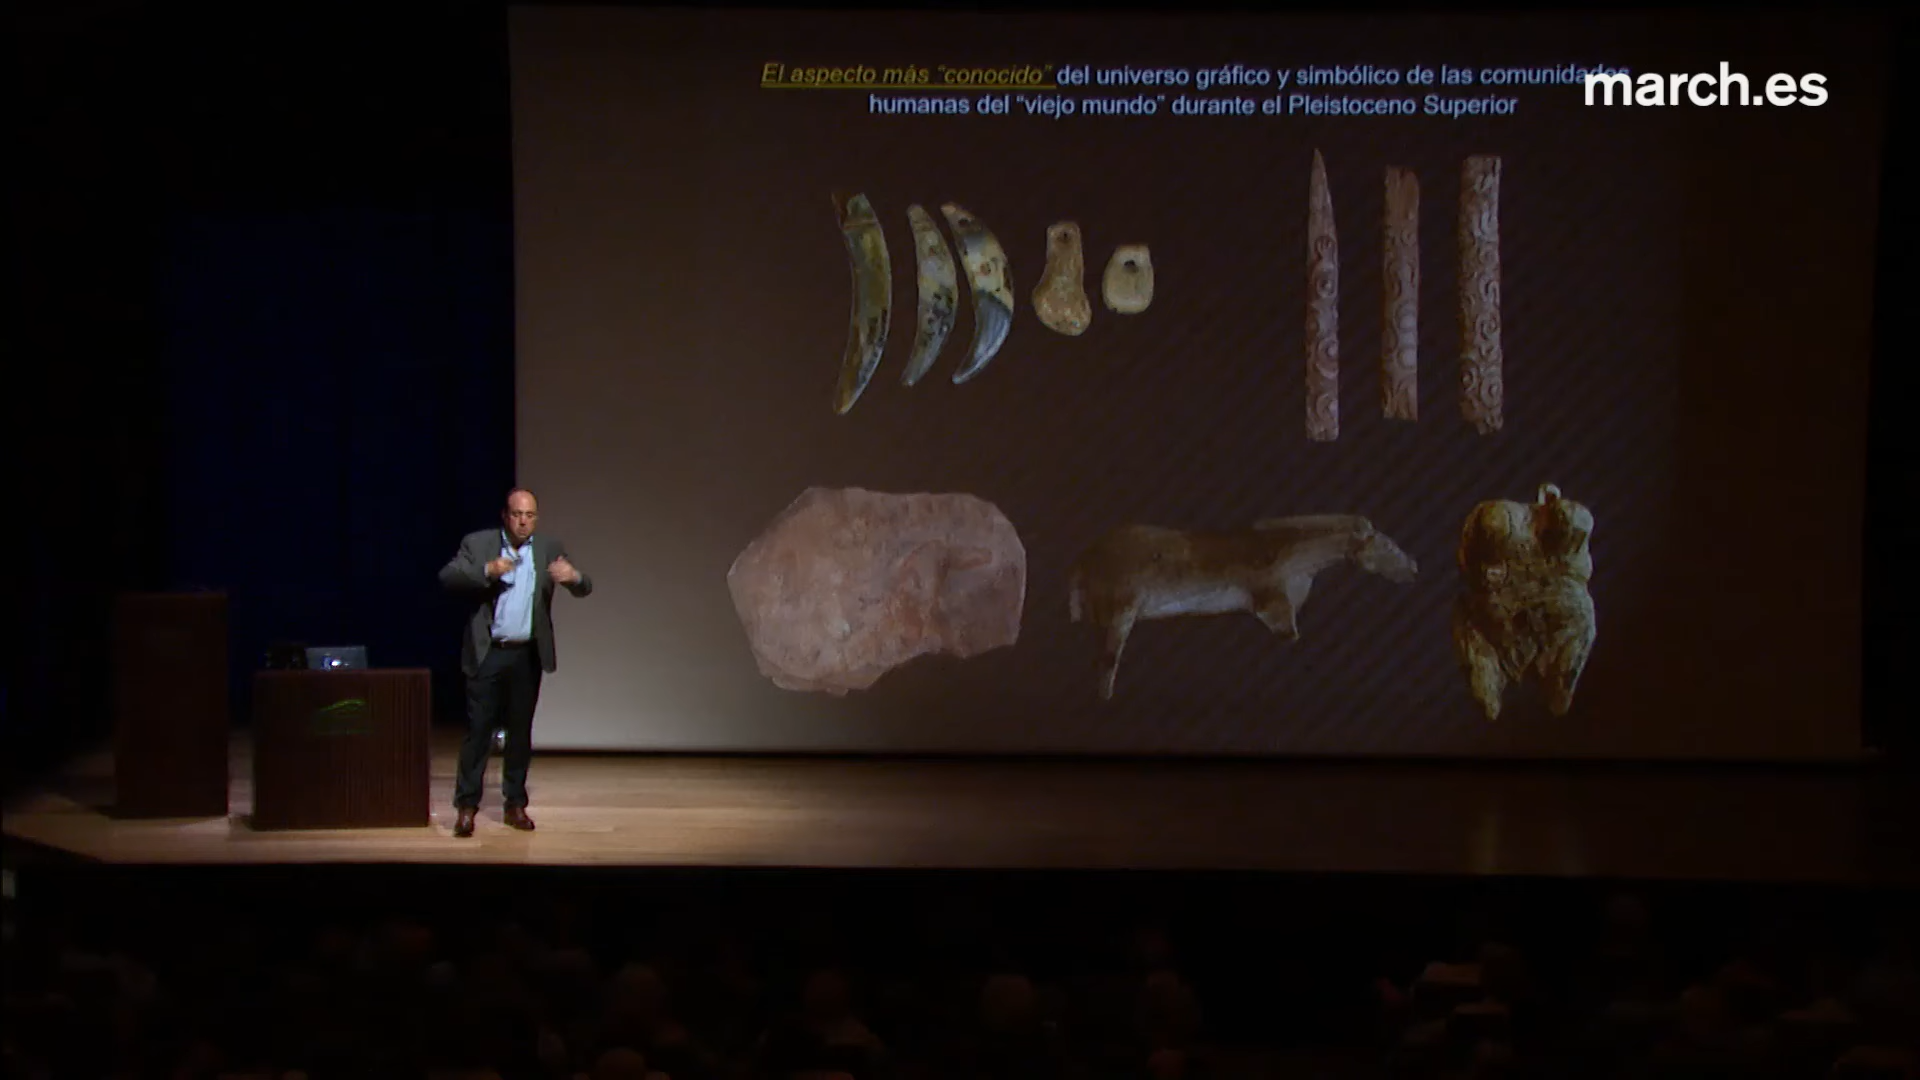 El aspecto más “conocido” del universo gráfico y simbólico de las comunidades
humanas del “viejo mundo” durante el Pleistoceno Superior
march.es